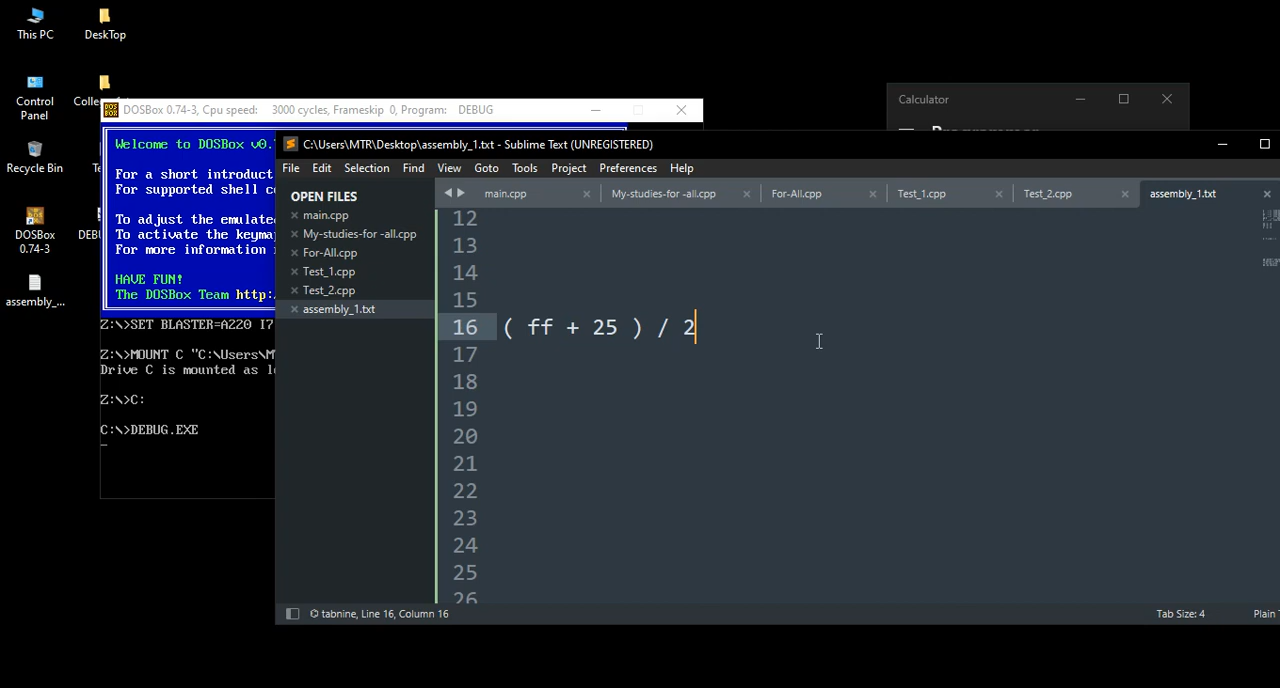 This PC
DeskTop
Control
Panel
Recycle Bin
DOSBox
0.74-3
assembly_...
DOSBox 0.74-3, Cpu speed: 3000 cycles, Frameskip 0, Program: DEBUG
Welcome to DOSBox v0.
For a short introduct
For supported shell c
To adjust the emulate
To activate the keyma
For more information
HAVE FUN!
The DOSBox Team http:
Z:\>SET BLASTER=A220 I7
Z:\>MOUNT C "C:\Users\M
Drive C is mounted as l
Z:\>C:
C:\>DEBUG.EXE
Calculator
C:\Users\MTR\Desktop\assembly_1.txt - Sublime Text (UNREGISTERED)
File Edit Selection Find View Goto Tools Project Preferences Help
OPEN FILES
main.cpp
My-studies-for -all.cpp
For-All.cpp
Test_1.cpp
Test_2.cpp
assembly_1.txt
main.cpp My-studies-for -all.cpp For-All.cpp Test_1.cpp Test_2.cpp assembly_1.txt
12
13
14
15
16 ( ff + 25 ) / 2
17
18
19
20
21
22
23
24
25
26
tabnine, Line 16, Column 16 Tab Size: 4 Plain